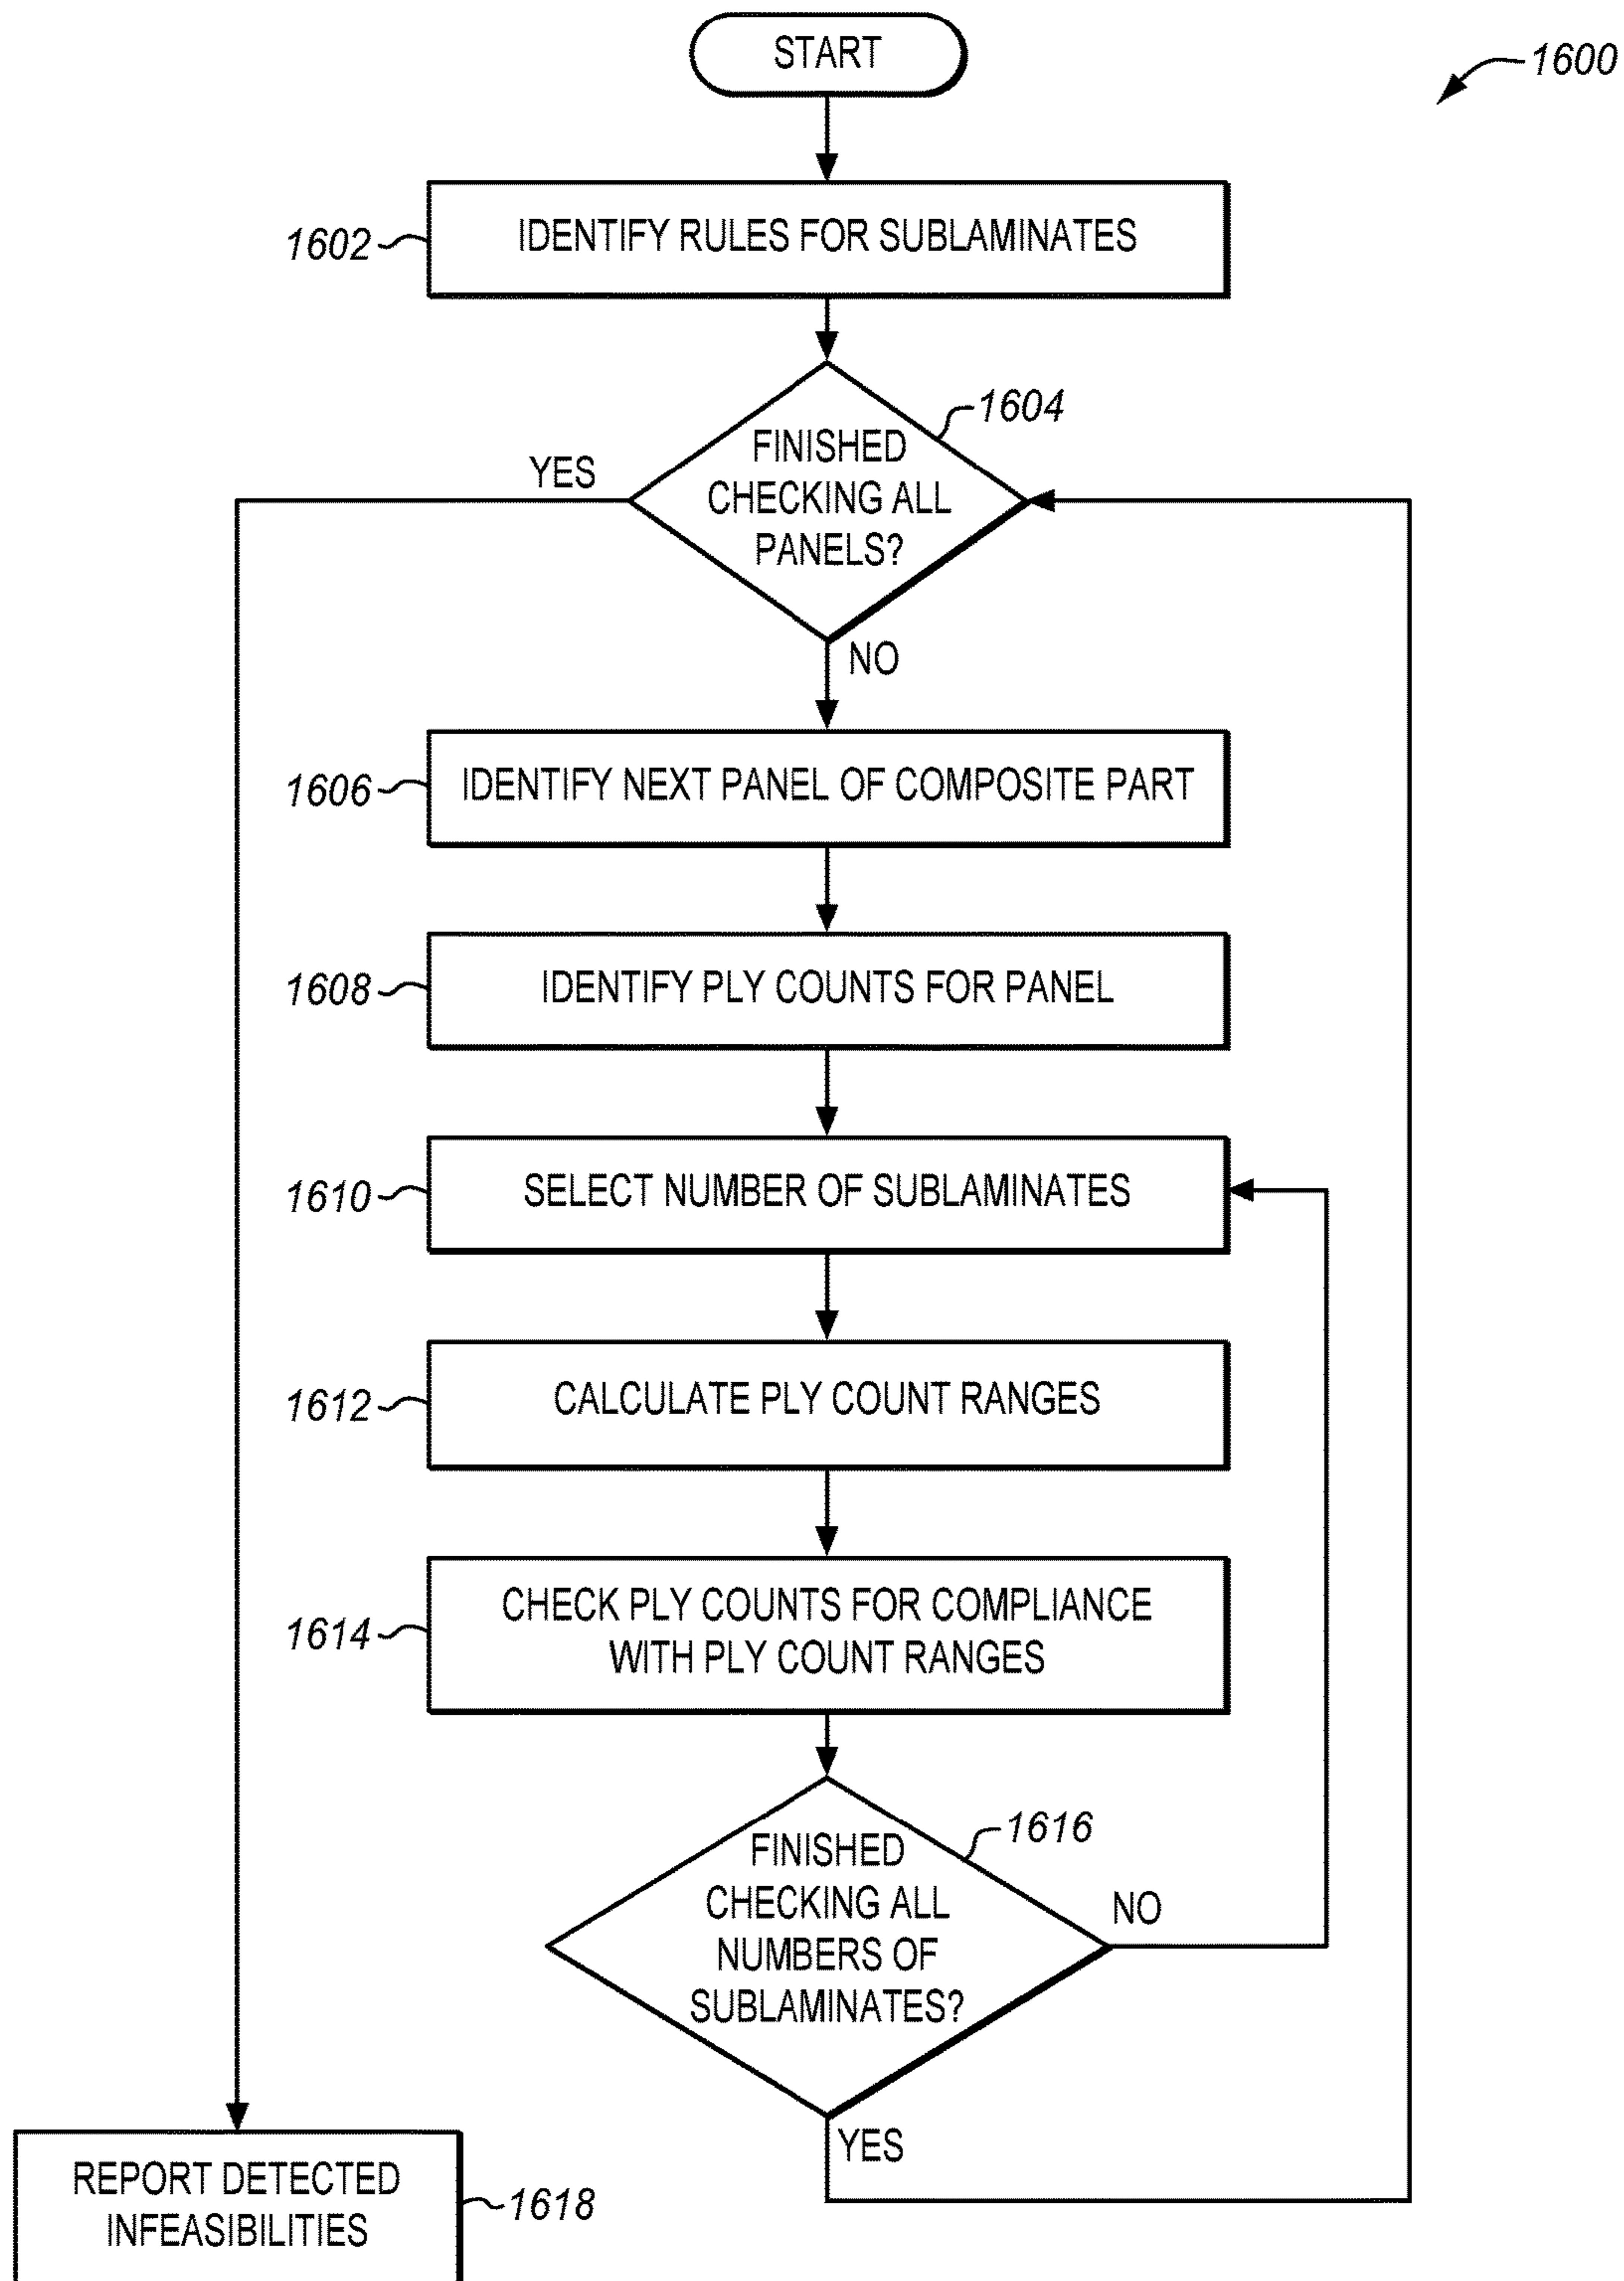 START
1600
1602
IDENTIFY RULES FOR SUBLAMINATES
1604
FINISHED
CHECKING ALL
PANELS?
YES
NO
1606
IDENTIFY NEXT PANEL OF COMPOSITE PART
1608
IDENTIFY PLY COUNTS FOR PANEL
1610
SELECT NUMBER OF SUBLAMINATES
1612
CALCULATE PLY COUNT RANGES
1614
CHECK PLY COUNTS FOR COMPLIANCE
WITH PLY COUNT RANGES
1616
FINISHED
CHECKING ALL
NUMBERS OF
SUBLAMINATES?
NO
YES
REPORT DETECTED
INFEASIBILITIES
1618